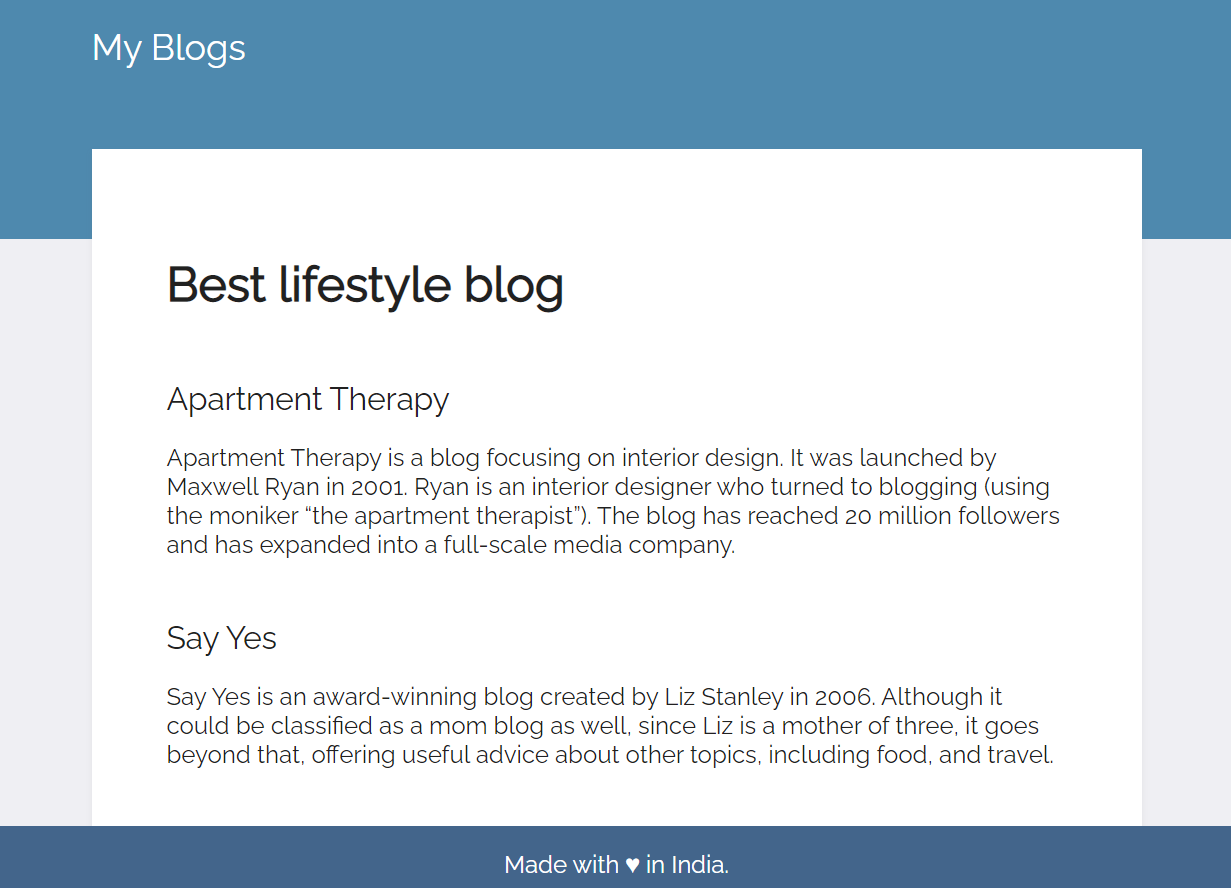 My Blogs
Best lifestyle blog
Apartment Therapy
Apartment Therapy is a blog focusing on interior design. It was launched by
Maxwell Ryan in 2001. Ryan is an interior designer who turned to blogging (using
the moniker “the apartment therapist”). The blog has reached 20 million followers
and has expanded into a full-scale media company.
Say Yes
Say Yes is an award-winning blog created by Liz Stanley in 2006. Although it
could be classified as a mom blog as well, since Liz is a mother of three, it goes
beyond that, offering useful advice about other topics, including food, and travel.
Made with ♥ in India.